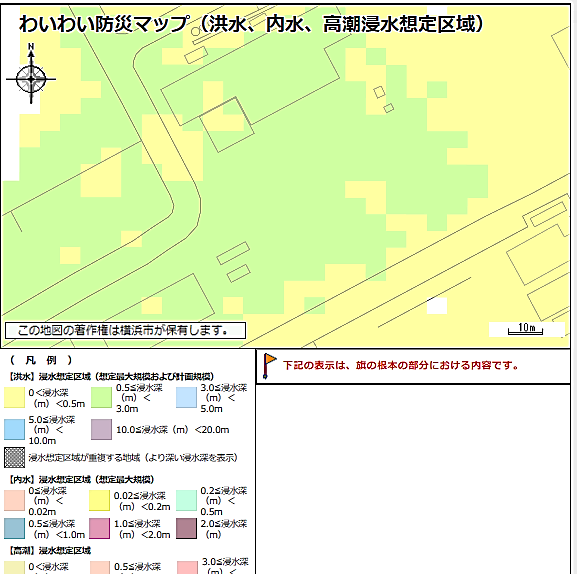 わいわい防災マップ（洪水、内水、高潮浸水想定区域）
N
この地図の著作権は横浜市が保有します。
10m
（ 凡 例 ）
【洪水】浸水想定区域（想定最大規模および計画規模）
0＜浸水深（m）＜0.5m
0.5≦浸水深（m）＜3.0m
3.0≦浸水深（m）＜5.0m
5.0≦浸水深（m）＜10.0m
10.0≦浸水深（m）＜20.0m
浸水想定区域が重複する地域（より深い浸水深を表示）
【内水】浸水想定区域（想定最大規模）
0≦浸水深（m）＜0.02m
0.02≦浸水深（m）＜0.2m
0.2≦浸水深（m）＜0.5m
0.5≦浸水深（m）＜1.0m
1.0≦浸水深（m）＜2.0m
2.0≦浸水深（m）
【高潮】浸水想定区域
0＜浸水深
0.5≦浸水深（m）＜
3.0≦浸水深（m）＜
下記の表示は、旗の根本の部分における内容です。